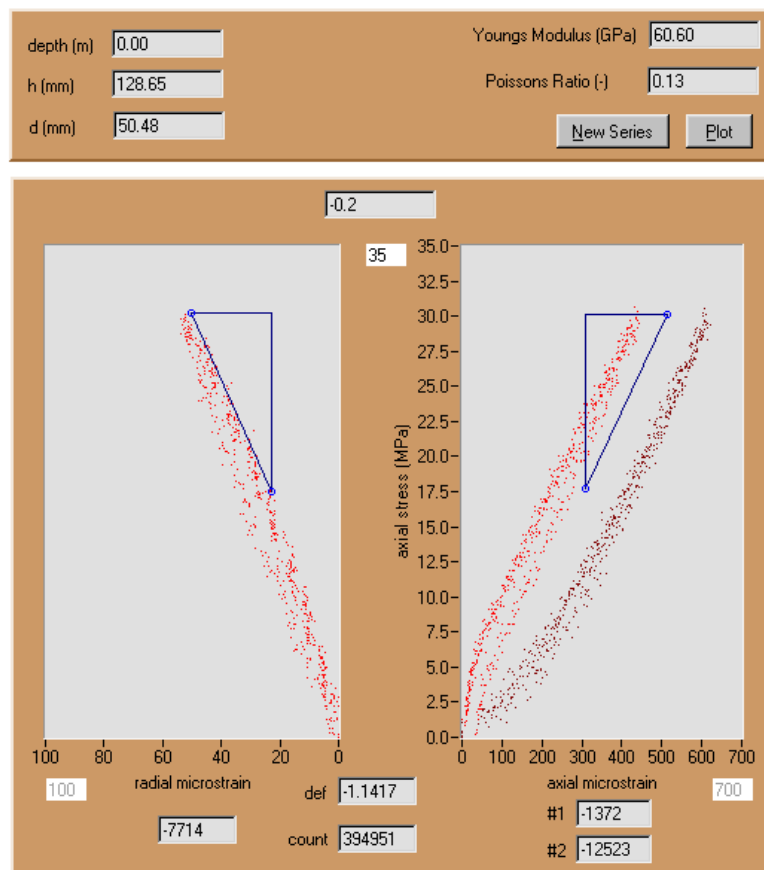 depth (m) 0.00 Youngs Modulus (GPa) 60.60
h (mm) 128.65 Poissons Ratio (-) 0.13
d (mm) 50.48 New Series Plot
-0.2
35 35.0
32.5
30.0
27.5
25.0
22.5
20.0
17.5
15.0
12.5
10.0
7.5
5.0
2.5
0.0
axial stress (MPa)
100 80 60 40 20 0 0 100 200 300 400 500 600 700
100 radial microstrain axial microstrain 700
def -1.1417 #1 -1372
-7714 count 394951 #2 -12523